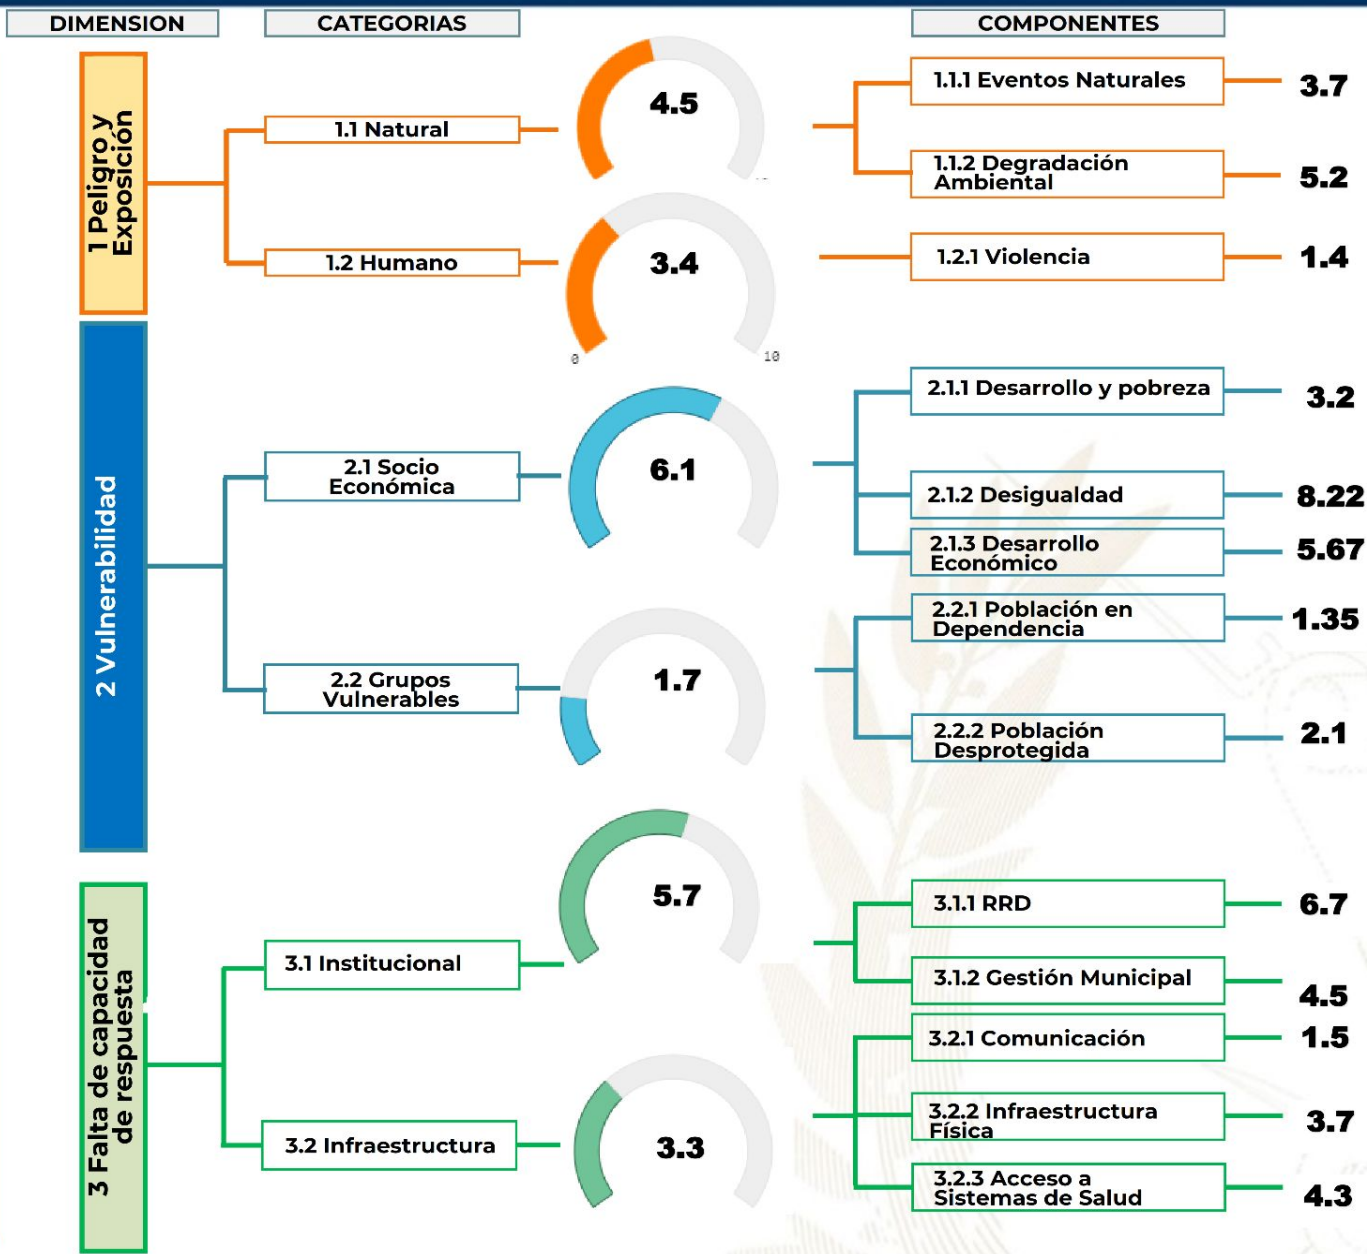 DIMENSION
CATEGORIAS
COMPONENTES
1 Peligro y
Exposición
1.1 Natural
4.5
1.1.1 Eventos Naturales
3.7
1.1.2 Degradación
Ambiental
5.2
1.2 Humano
3.4
0
10
1.2.1 Violencia
1.4
2 Vulnerabilidad
2.1 Socio
Económica
6.1
2.1.1 Desarrollo y pobreza
3.2
2.1.2 Desigualdad
8.22
2.1.3 Desarrollo
Económico
5.67
2.2 Grupos
Vulnerables
1.7
2.2.1 Población en
Dependencia
1.35
2.2.2 Población
Desprotegida
2.1
3 Falta de capacidad
de respuesta
3.1 Institucional
5.7
3.1.1 RRD
6.7
3.1.2 Gestión Municipal
4.5
3.2 Infraestructura
3.3
3.2.1 Comunicación
1.5
3.2.2 Infraestructura
Física
3.7
3.2.3 Acceso a
Sistemas de Salud
4.3